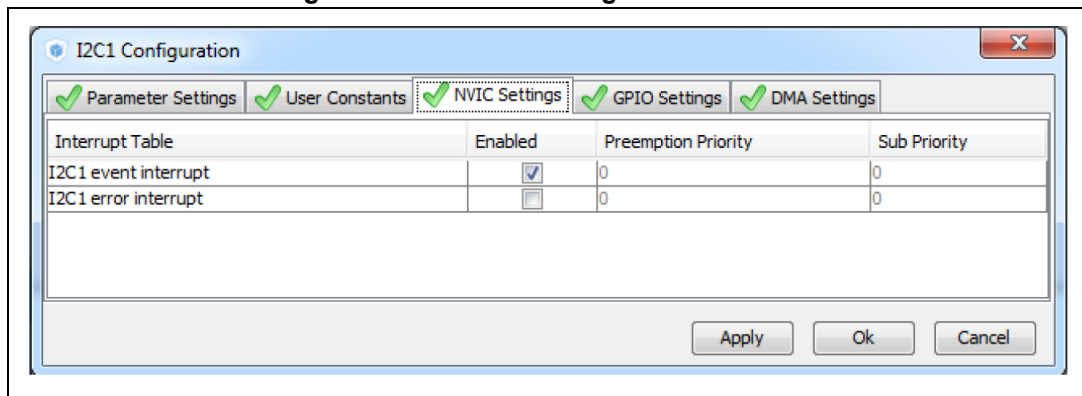 I2C1 Configuration
Parameter Settings User Constants NVIC Settings GPIO Settings DMA Settings
Interrupt Table Enabled Preemption Priority Sub Priority
I2C1 event interrupt 0 0
I2C1 error interrupt 0 0
Apply Ok Cancel